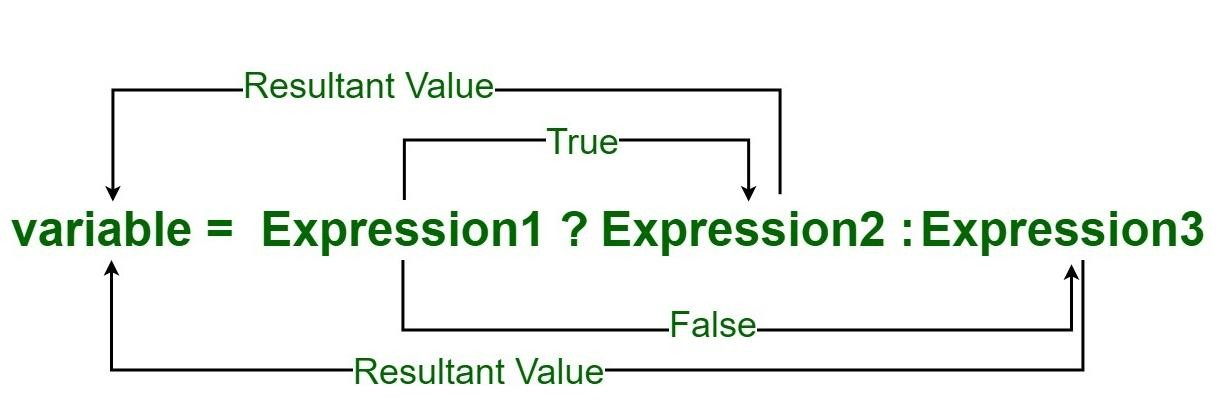 Resultant Value
True
variable = Expression1 ? Expression2 : Expression3
False
Resultant Value